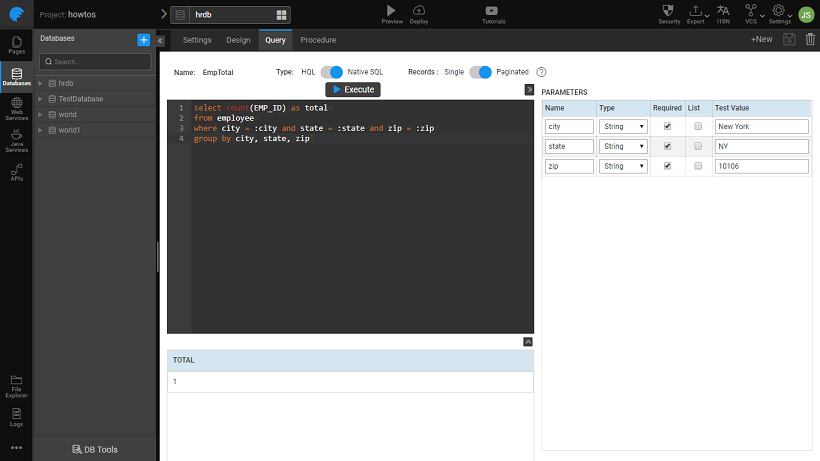 Project: howtos
hrdb
Preview
Deploy
Tutorials
Security
Export
I18N
VCS
Settings
JS
Pages
Databases
Web
Services
Java
Services
APIs
File
Explorer
Logs
Databases
+
Search...
hrdb
TestDatabase
world
world1
DB Tools
Settings
Design
Query
Procedure
+New
Name: EmpTotal
Type: HQL Native SQL
Records : Single Paginated ?
Execute
1 select count(EMP_ID) as total
2 from employee
3 where city = :city and state = :state and zip = :zip
4 group by city, state, zip
TOTAL
1
PARAMETERS
Name Type Required List Test Value
city String New York
state String NY
zip String 10106